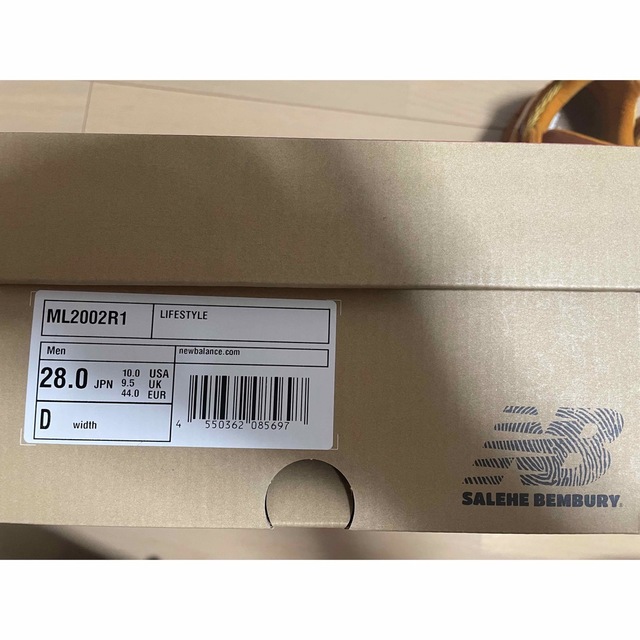 ML2002R1
LIFESTYLE
Men
newbalance.com
28.0 JPN
10.0 USA
9.5 UK
44.0 EUR
D width
4 550362 085697
NB
SALEHE BEMBURY.